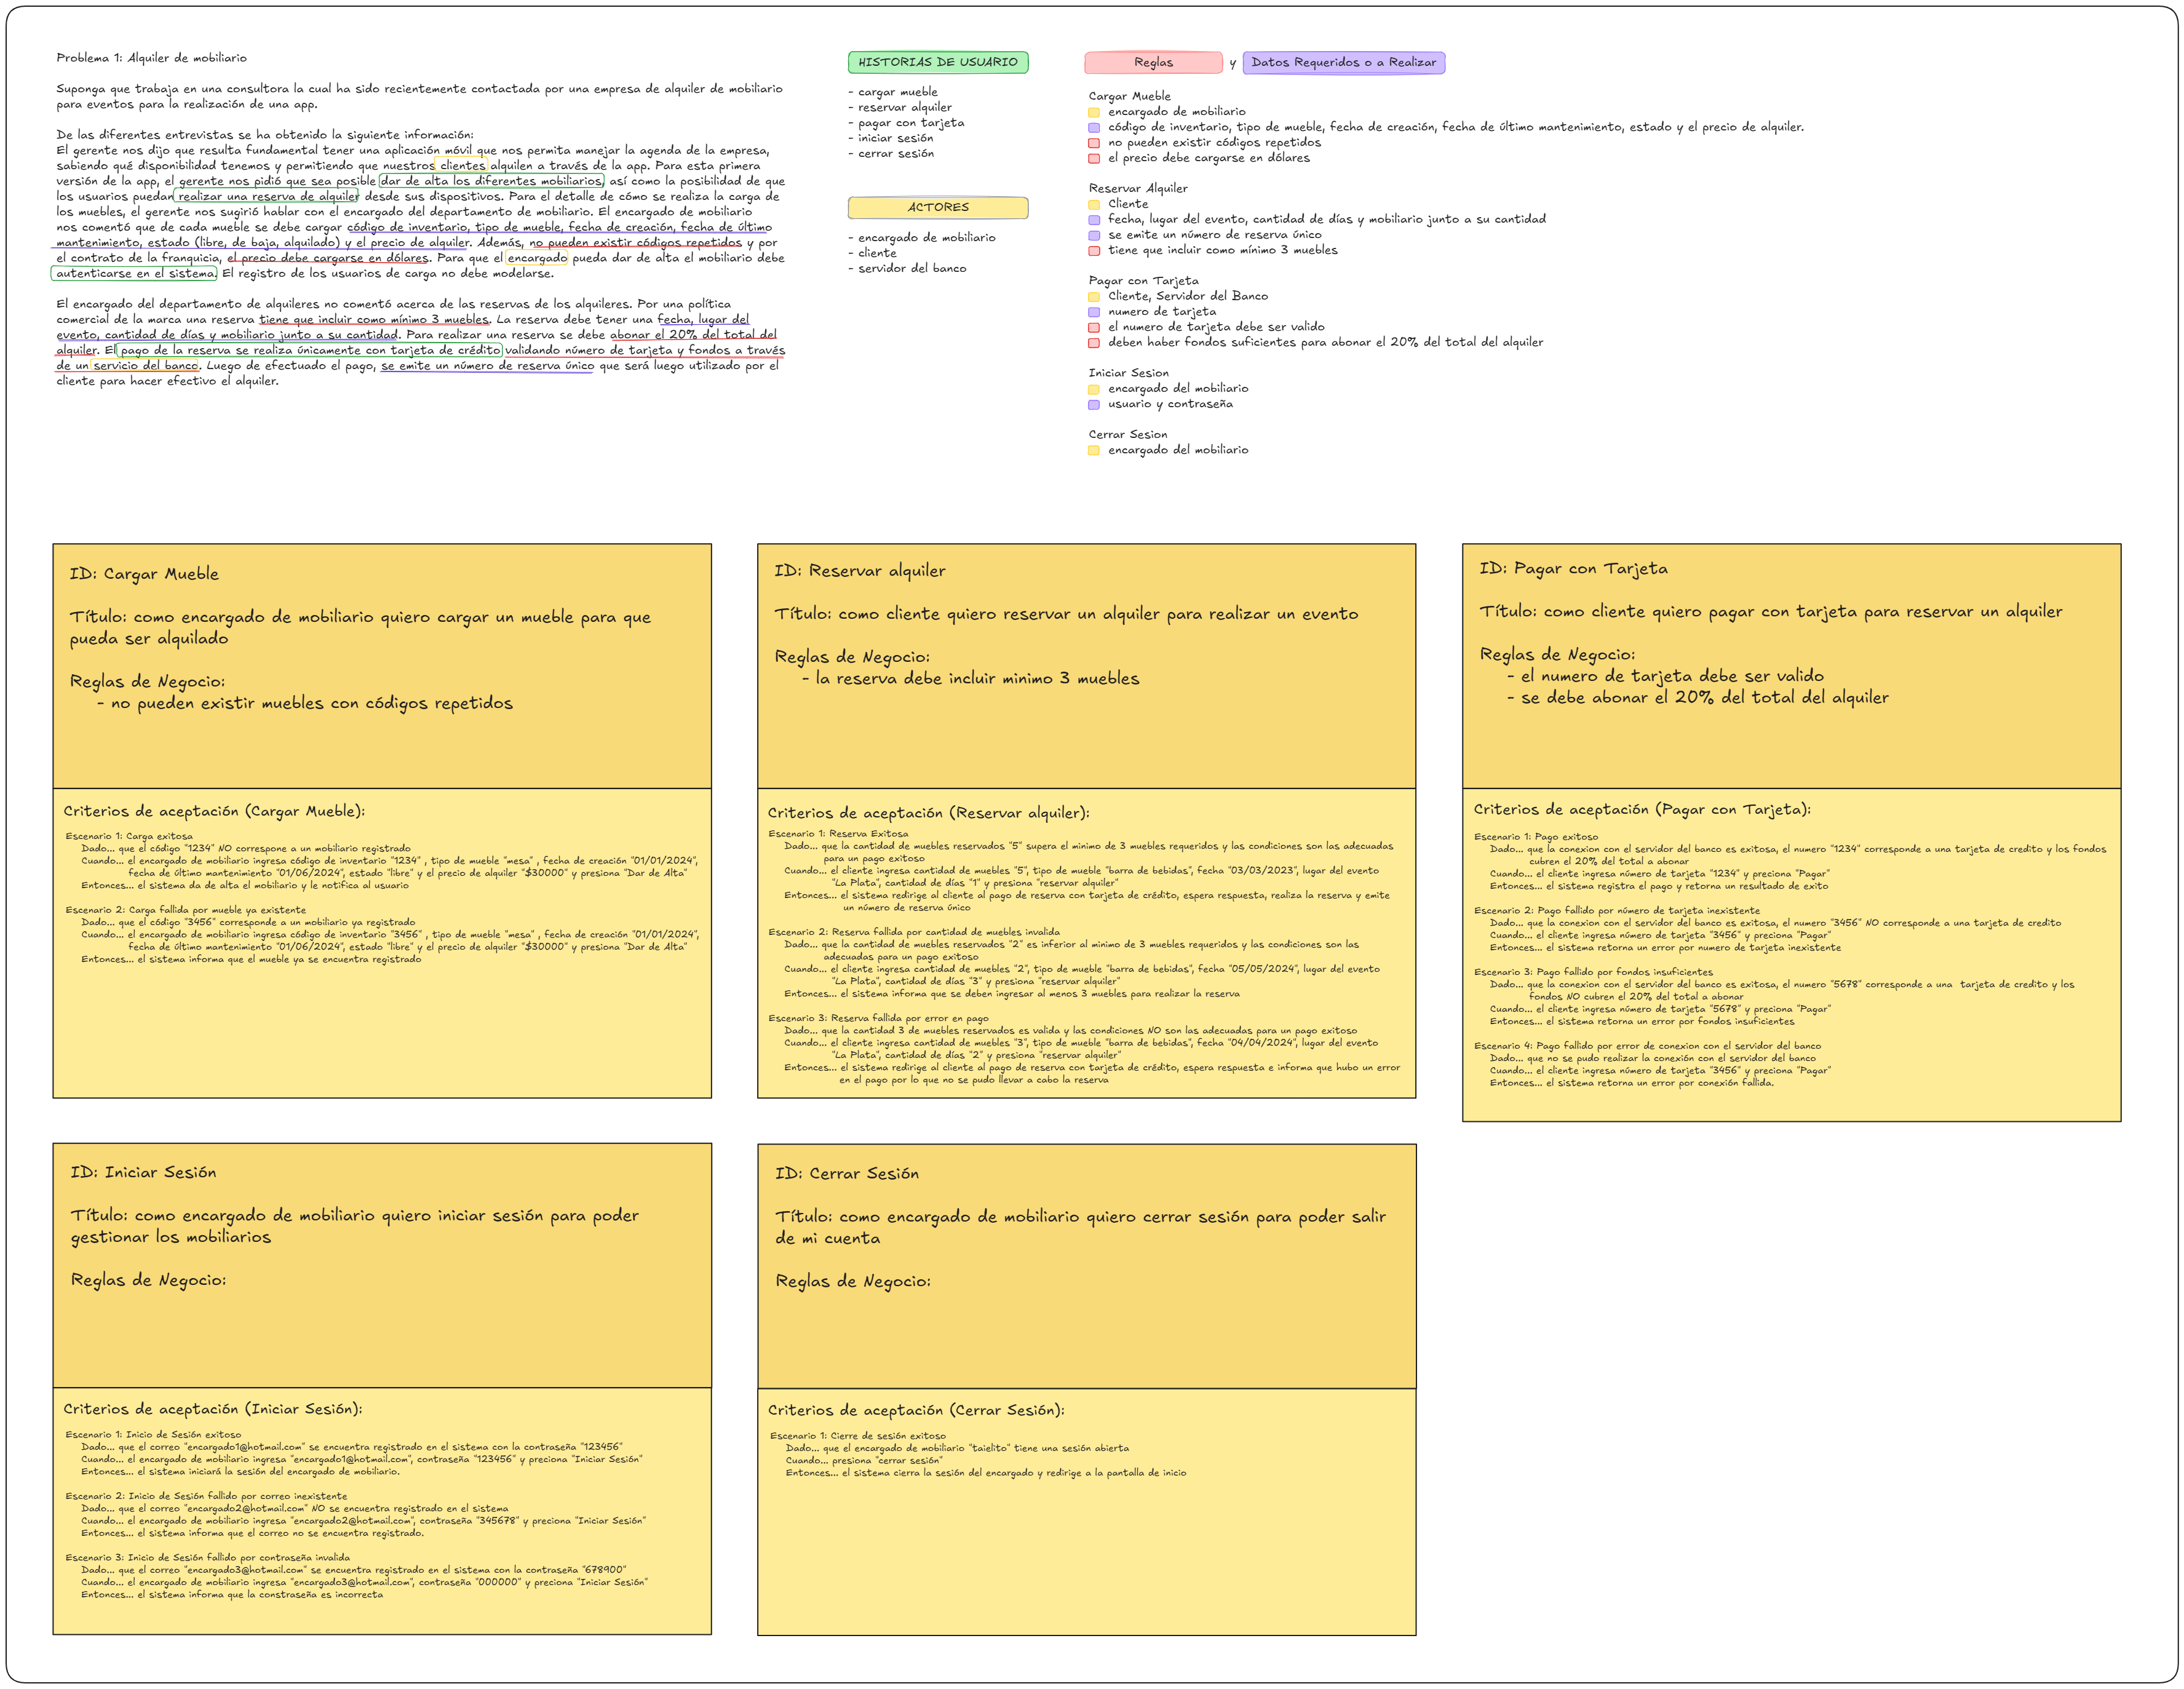 Problema 1: Alquiler de mobiliario
Suponga que trabaja en una consultora la cual ha sido recientemente contactada por una empresa de alquiler de mobiliario
para eventos para la realización de una app.
De las diferentes entrevistas se ha obtenido la siguiente información:
El gerente nos dijo que resulta fundamental tener una aplicación móvil que nos permita manejar la agenda de la empresa,
sabiendo qué disponibilidad tenemos y permitiendo que nuestros clientes alquilen a través de la app. Para esta primera
versión de la app, el gerente nos pidió que sea posible dar de alta los diferentes mobiliarios, así como la posibilidad de que
los usuarios puedan realizar una reserva de alquiler desde sus dispositivos. Para el detalle de cómo se realiza la carga de
los muebles, el gerente nos sugirió hablar con el encargado del departamento de mobiliario. El encargado de mobiliario
nos comentó que de cada mueble se debe cargar código de inventario, tipo de mueble, fecha de creación, fecha de último
mantenimiento, estado (libre, de baja, alquilado) y el precio de alquiler. Además, no pueden existir códigos repetidos y por
el contrato de la franquicia, el precio debe cargarse en dólares. Para que el encargado pueda dar de alta el mobiliario debe
autenticarse en el sistema. El registro de los usuarios de carga no debe modelarse.
El encargado del departamento de alquileres no comentó acerca de las reservas de los alquileres. Por una política
comercial de la marca una reserva tiene que incluir como mínimo 3 muebles. La reserva debe tener una fecha, lugar del
evento, cantidad de días y mobiliario junto a su cantidad. Para realizar una reserva se debe abonar el 20% del total del
alquiler. El pago de la reserva se realiza únicamente con tarjeta de crédito validando número de tarjeta y fondos a través
de un servicio del banco. Luego de efectuado el pago, se emite un número de reserva único que será luego utilizado por el
cliente para hacer efectivo el alquiler.
HISTORIAS DE USUARIO
- cargar mueble
- reservar alquiler
- pagar con tarjeta
- iniciar sesión
- cerrar sesión
ACTORES
- encargado de mobiliario
- cliente
- servidor del banco
Reglas y Datos Requeridos o a Realizar
Cargar Mueble
encargado de mobiliario
código de inventario, tipo de mueble, fecha de creación, fecha de último mantenimiento, estado y el precio de alquiler.
no pueden existir códigos repetidos
el precio debe cargarse en dólares
Reservar Alquiler
Cliente
fecha, lugar del evento, cantidad de días y mobiliario junto a su cantidad
se emite un número de reserva único
tiene que incluir como mínimo 3 muebles
Pagar con Tarjeta
Cliente, Servidor del Banco
numero de tarjeta
el numero de tarjeta debe ser valido
deben haber fondos suficientes para abonar el 20% del total del alquiler
Iniciar Sesion
encargado del mobiliario
usuario y contraseña
Cerrar Sesion
encargado del mobiliario
ID: Cargar Mueble
Título: como encargado de mobiliario quiero cargar un mueble para que
pueda ser alquilado
Reglas de Negocio:
- no pueden existir muebles con códigos repetidos
Criterios de aceptación (Cargar Mueble):
Escenario 1: Carga exitosa
Dado... que el código "1234" NO correspone a un mobiliario registrado
Cuando... el encargado de mobiliario ingresa código de inventario "1234" , tipo de mueble "mesa" , fecha de creación "01/01/2024",
fecha de último mantenimiento "01/06/2024", estado "libre" y el precio de alquiler "$30000" y presiona "Dar de Alta"
Entonces... el sistema da de alta el mobiliario y le notifica al usuario
Escenario 2: Carga fallida por mueble ya existente
Dado... que el código "3456" corresponde a un mobiliario ya registrado
Cuando... el encargado de mobiliario ingresa código de inventario "3456" , tipo de mueble "mesa" , fecha de creación "01/01/2024",
fecha de último mantenimiento "01/06/2024", estado "libre" y el precio de alquiler "$30000" y presiona "Dar de Alta"
Entonces... el sistema informa que el mueble ya se encuentra registrado
ID: Reservar alquiler
Título: como cliente quiero reservar un alquiler para realizar un evento
Reglas de Negocio:
- la reserva debe incluir minimo 3 muebles
Criterios de aceptación (Reservar alquiler):
Escenario 1: Reserva Exitosa
Dado... que la cantidad de muebles reservados "5" supera el minimo de 3 muebles requeridos y las condiciones son las adecuadas
para un pago exitoso
Cuando... el cliente ingresa cantidad de muebles "5", tipo de mueble "barra de bebidas", fecha "03/03/2023", lugar del evento
"La Plata", cantidad de días "1" y presiona "reservar alquiler"
Entonces... el sistema redirige al cliente al pago de reserva con tarjeta de crédito, espera respuesta, realiza la reserva y emite
un número de reserva único
Escenario 2: Reserva fallida por cantidad de muebles invalida
Dado... que la cantidad de muebles reservados "2" es inferior al minimo de 3 muebles requeridos y las condiciones son las
adecuadas para un pago exitoso
Cuando... el cliente ingresa cantidad de muebles "2", tipo de mueble "barra de bebidas", fecha "05/05/2024", lugar del evento
"La Plata", cantidad de días "3" y presiona "reservar alquiler"
Entonces... el sistema informa que se deben ingresar al menos 3 muebles para realizar la reserva
Escenario 3: Reserva fallida por error en pago
Dado... que la cantidad 3 de muebles reservados es valida y las condiciones NO son las adecuadas para un pago exitoso
Cuando... el cliente ingresa cantidad de muebles "3", tipo de mueble "barra de bebidas", fecha "04/04/2024", lugar del evento
"La Plata", cantidad de días "2" y presiona "reservar alquiler"
Entonces... el sistema redirige al cliente al pago de reserva con tarjeta de crédito, espera respuesta e informa que hubo un error
en el pago por lo que no se pudo llevar a cabo la reserva
ID: Pagar con Tarjeta
Título: como cliente quiero pagar con tarjeta para reservar un alquiler
Reglas de Negocio:
- el numero de tarjeta debe ser valido
- se debe abonar el 20% del total del alquiler
Criterios de aceptación (Pagar con Tarjeta):
Escenario 1: Pago exitoso
Dado... que la conexion con el servidor del banco es exitosa, el numero "1234" corresponde a una tarjeta de credito y los fondos
cubren el 20% del total a abonar
Cuando... el cliente ingresa número de tarjeta "1234" y preciona "Pagar"
Entonces... el sistema registra el pago y retorna un resultado de exito
Escenario 2: Pago fallido por número de tarjeta inexistente
Dado... que la conexion con el servidor del banco es exitosa, el numero "3456" NO corresponde a una tarjeta de credito
Cuando... el cliente ingresa número de tarjeta "3456" y preciona "Pagar"
Entonces... el sistema retorna un error por numero de tarjeta inexistente
Escenario 3: Pago fallido por fondos insuficientes
Dado... que la conexion con el servidor del banco es exitosa, el numero "5678" corresponde a una tarjeta de credito y los
fondos NO cubren el 20% del total a abonar
Cuando... el cliente ingresa número de tarjeta "5678" y preciona "Pagar"
Entonces... el sistema retorna un error por fondos insuficientes
Escenario 4: Pago fallido por error de conexion con el servidor del banco
Dado... que no se pudo realizar la conexión con el servidor del banco
Cuando... el cliente ingresa número de tarjeta "3456" y preciona "Pagar"
Entonces... el sistema retorna un error por conexión fallida.
ID: Iniciar Sesión
Título: como encargado de mobiliario quiero iniciar sesión para poder
gestionar los mobiliarios
Reglas de Negocio:
Criterios de aceptación (Iniciar Sesión):
Escenario 1: Inicio de Sesión exitoso
Dado... que el correo "encargado1@hotmail.com" se encuentra registrado en el sistema con la contraseña "123456"
Cuando... el encargado de mobiliario ingresa "encargado1@hotmail.com", contraseña "123456" y preciona "Iniciar Sesión"
Entonces... el sistema iniciará la sesión del encargado de mobiliario.
Escenario 2: Inicio de Sesión fallido por correo inexistente
Dado... que el correo "encargado2@hotmail.com" NO se encuentra registrado en el sistema
Cuando... el encargado de mobiliario ingresa "encargado2@hotmail.com", contraseña "345678" y preciona "Iniciar Sesión"
Entonces... el sistema informa que el correo no se encuentra registrado.
Escenario 3: Inicio de Sesión fallido por contraseña invalida
Dado... que el correo "encargado3@hotmail.com" se encuentra registrado en el sistema con la contraseña "678900"
Cuando... el encargado de mobiliario ingresa "encargado3@hotmail.com", contraseña "000000" y preciona "Iniciar Sesión"
Entonces... el sistema informa que la constraseña es incorrecta
ID: Cerrar Sesión
Título: como encargado de mobiliario quiero cerrar sesión para poder salir
de mi cuenta
Reglas de Negocio:
Criterios de aceptación (Cerrar Sesión):
Escenario 1: Cierre de sesión exitoso
Dado... que el encargado de mobiliario "taielito" tiene una sesión abierta
Cuando... presiona "cerrar sesión"
Entonces... el sistema cierra la sesión del encargado y redirige a la pantalla de inicio